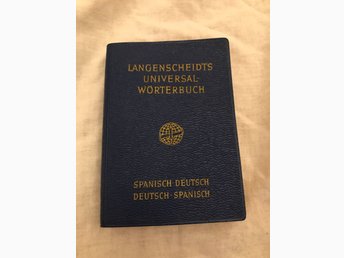 LANGENSCHEIDTS
UNIVERSAL-
WÖRTERBUCH
SPANISCH-DEUTSCH
DEUTSCH-SPANISCH